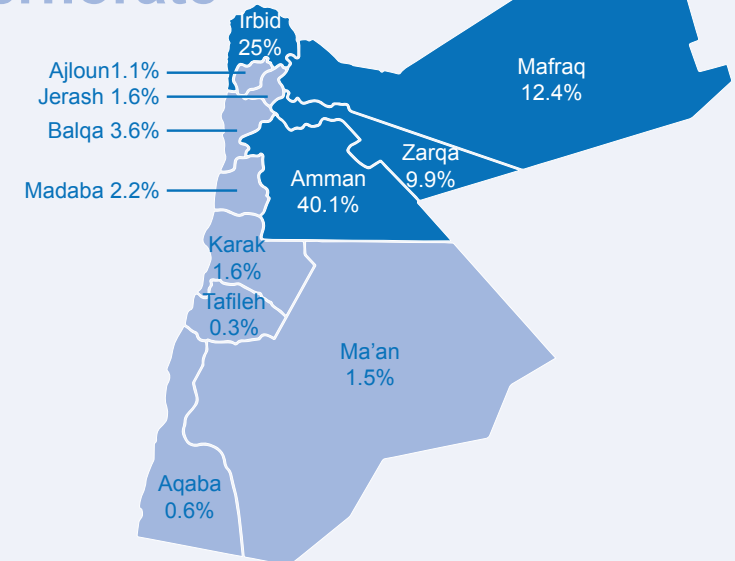 Irbid
25%
Ajloun1.1%
Jerash 1.6%
Balqa 3.6%
Madaba 2.2%
Mafraq
12.4%
Zarqa
9.9%
Amman
40.1%
Karak
1.6%
Tafileh
0.3%
Ma'an
1.5%
Aqaba
0.6%